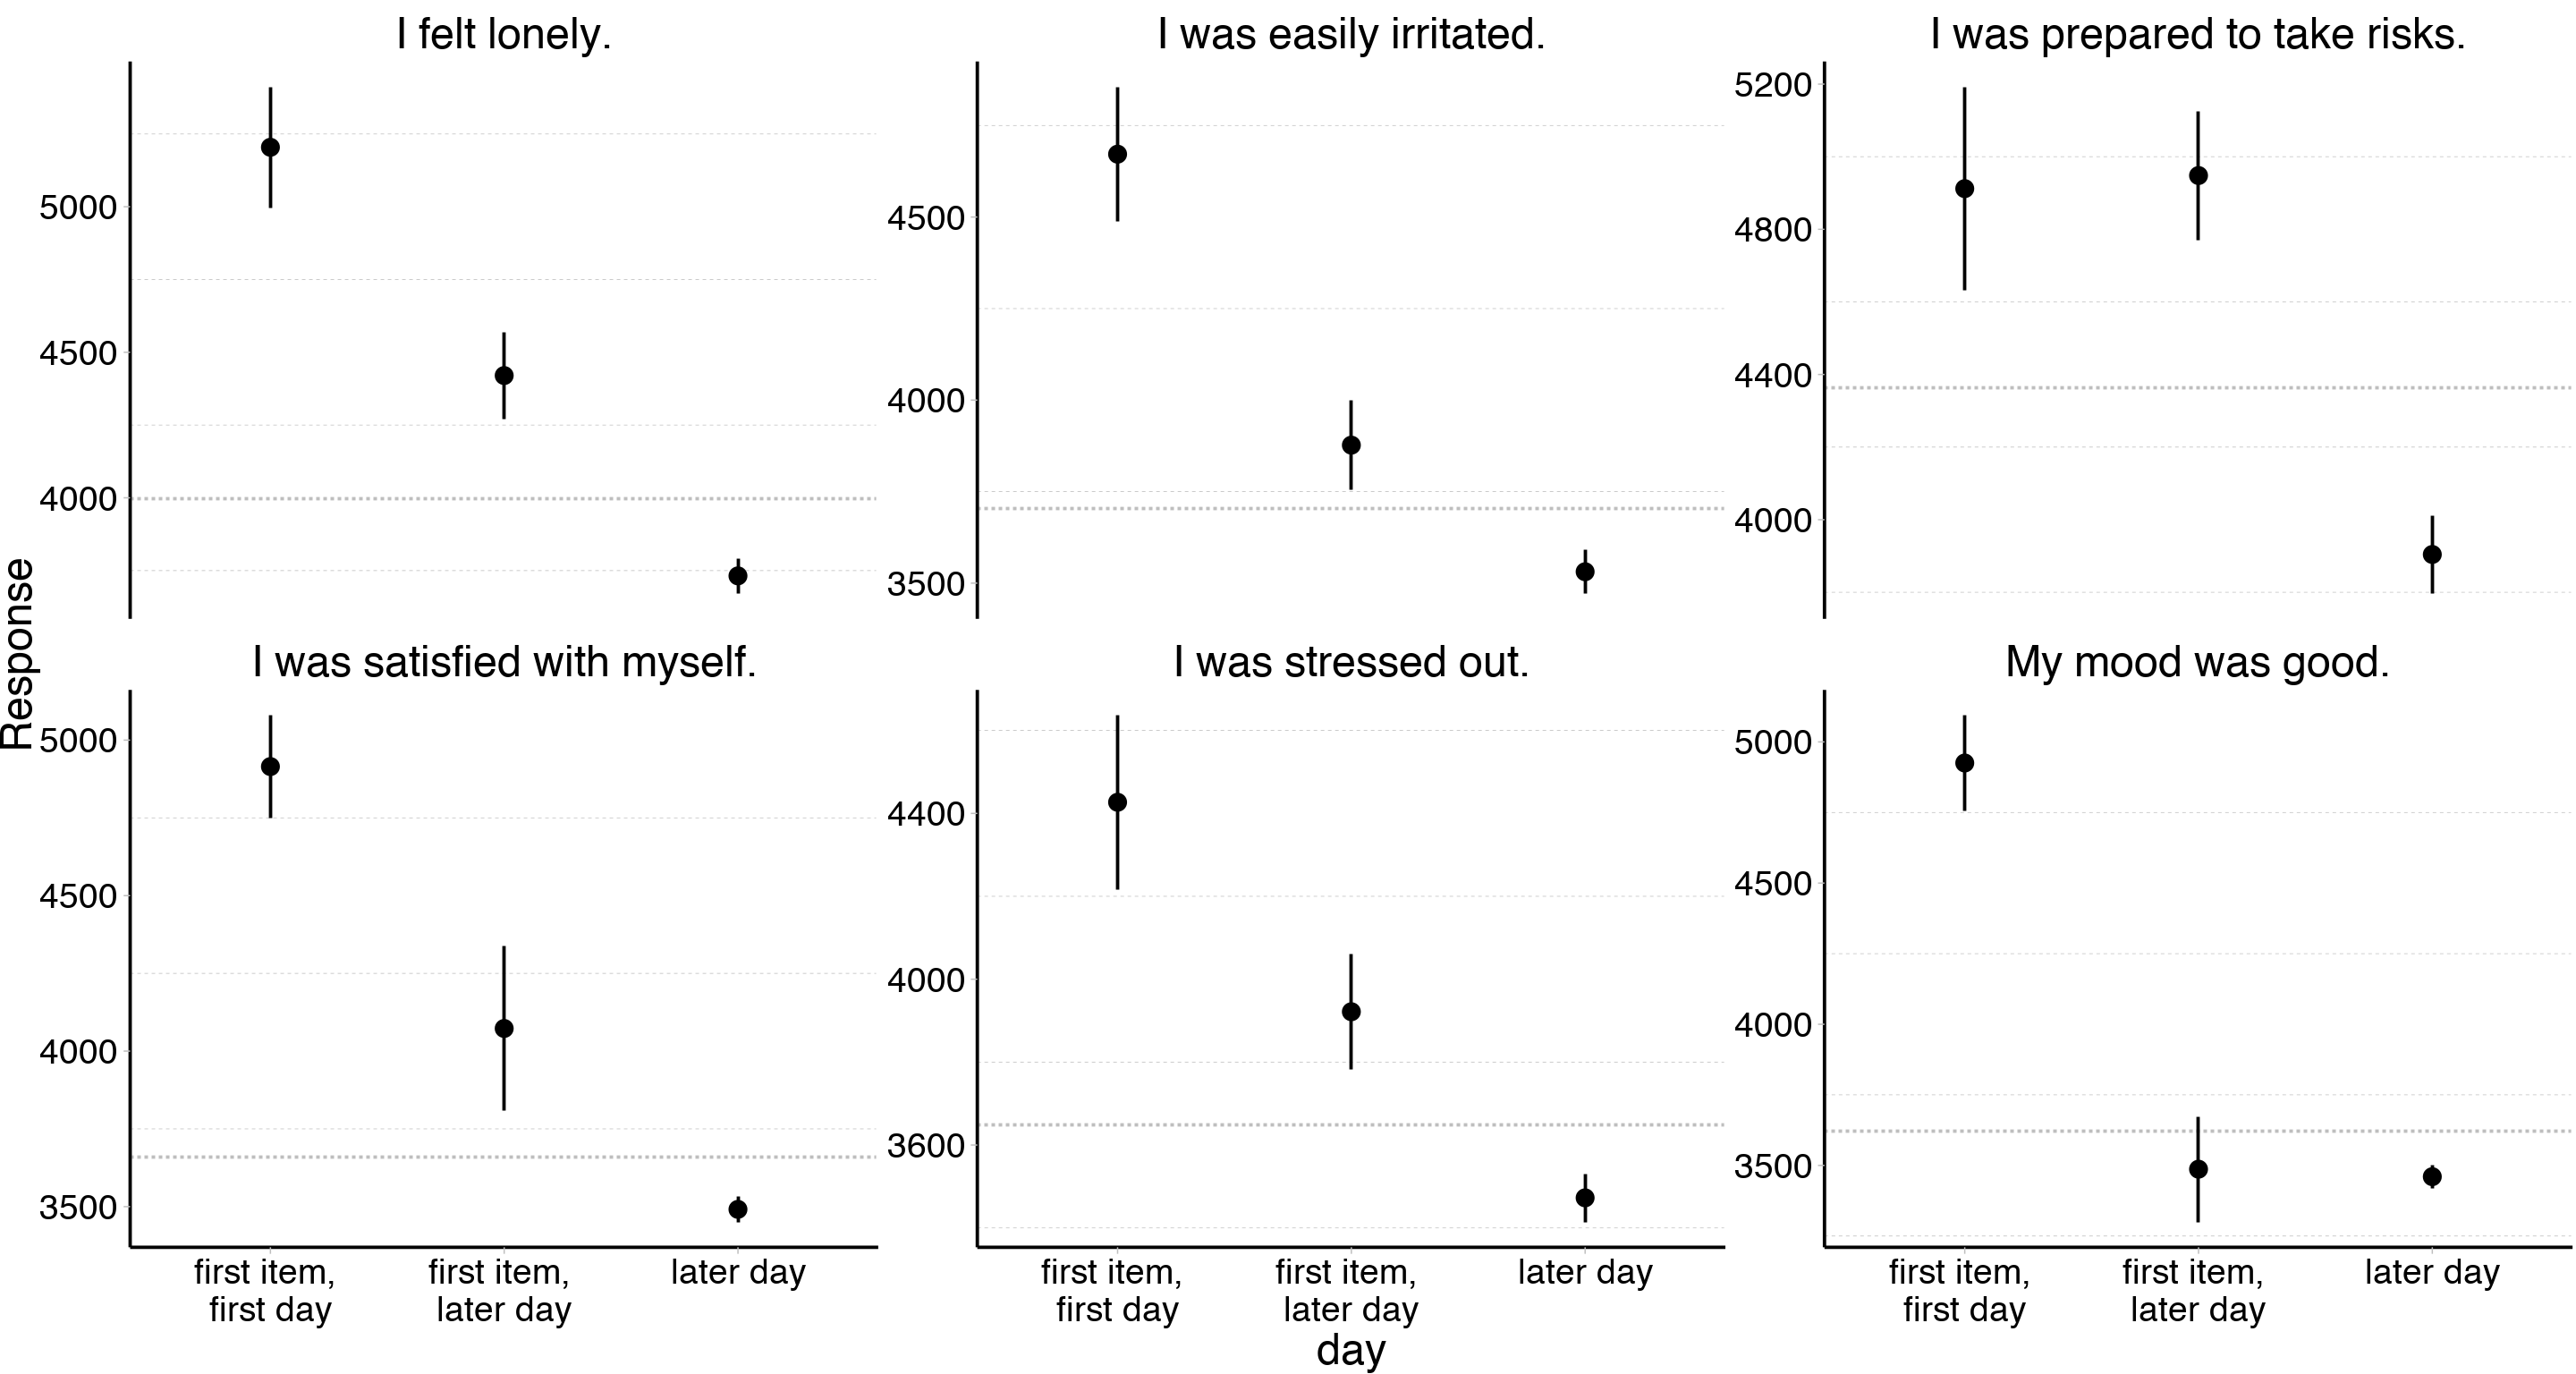 I felt lonely.
I was easily irritated.
I was prepared to take risks.
5000
4500
4000
4500
4000
3500
5200
4800
4400
4000
Response
I was satisfied with myself.
I was stressed out.
My mood was good.
5000
4500
4000
3500
4400
4000
3600
5000
4500
4000
3500
first item,
first day
first item,
later day
later day
first item,
first day
first item,
later day
later day
first item,
first day
first item,
later day
later day
day